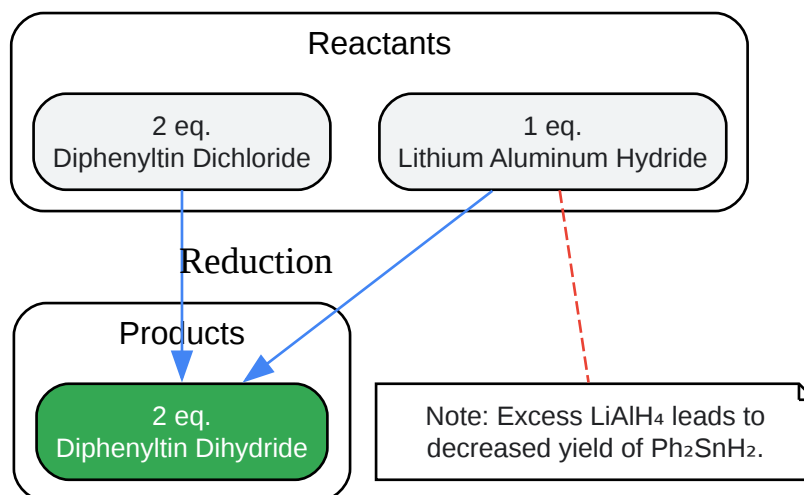 Reactants
2 eq.
Diphenyltin Dichloride
1 eq.
Lithium Aluminum Hydride
Reduction
Products
2 eq.
Diphenyltin Dihydride
Note: Excess LiAlH₄ leads to
decreased yield of Ph₂SnH₂.